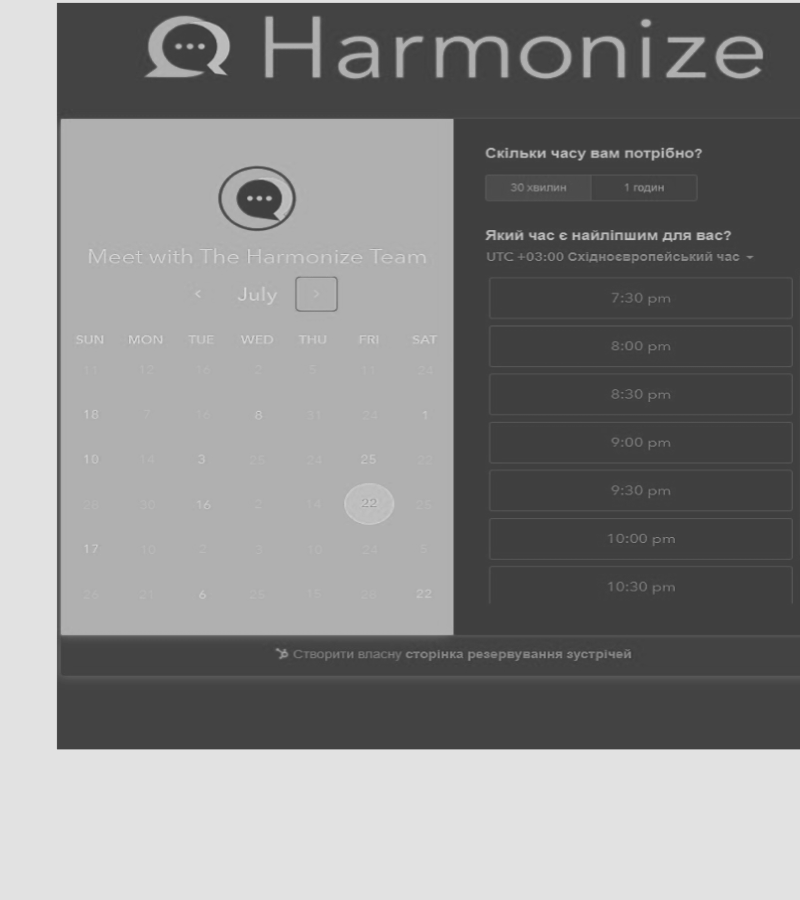 Harmonize
Meet with The Harmonize Team
July
SUN MON TUE WED THU FRI SAT
11 12 16 2 5 11 24
18 7 16 8 31 24 1
10 14 3 25 24 25 22
28 30 16 2 14 22 25
17 10 2 3 10 24 5
26 21 6 25 15 28 22
Скільки часу вам потрібно?
30 хвилин 1 годин
Який час є найліпшим для вас?
UTC +03:00 Східноєвропейський час
7:30 pm
8:00 pm
8:30 pm
9:00 pm
9:30 pm
10:00 pm
10:30 pm
Створити власну сторінка резервування зустрічей